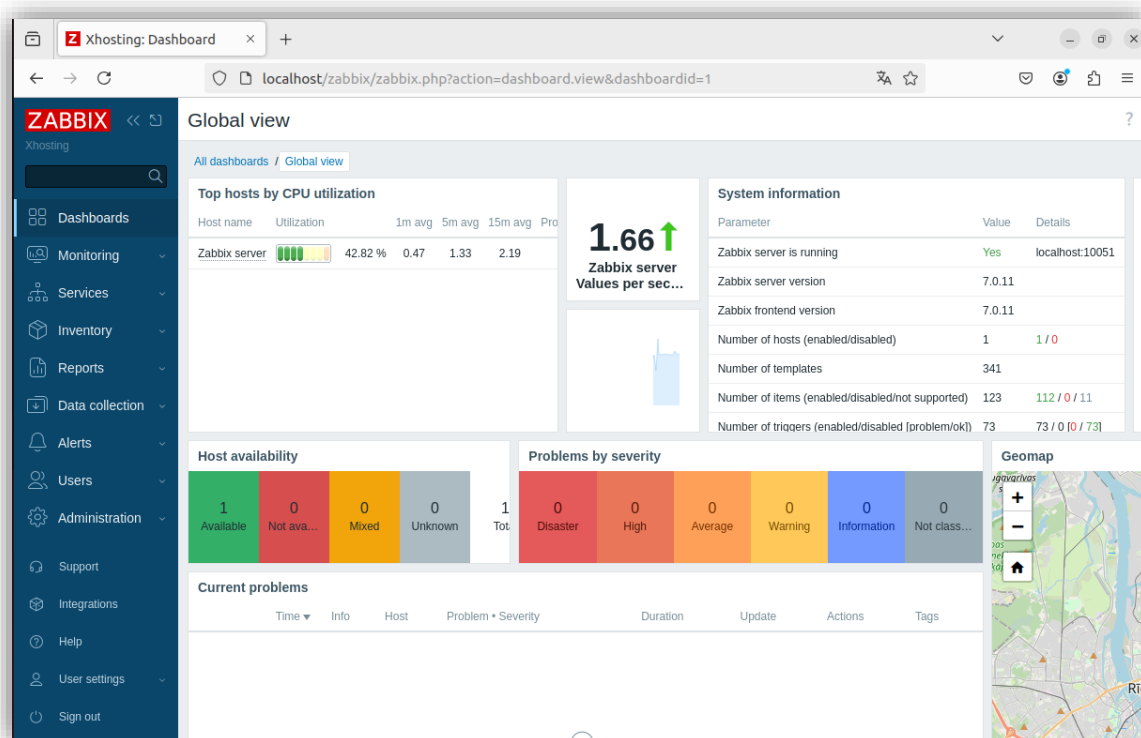 Xhosting: Dashboard
localhost/zabbix/zabbix.php?action=dashboard.view&dashboardid=1
ZABBIX
Xhosting
Dashboards
Monitoring
Services
Inventory
Reports
Data collection
Alerts
Users
Administration
Support
Integrations
Help
User settings
Sign out
Global view
?
All dashboards / Global view
Top hosts by CPU utilization
Host name Utilization 1m avg 5m avg 15m avg Pro
Zabbix server 42.82 % 0.47 1.33 2.19
1.66
Zabbix server
Values per sec...
System information
Parameter Value Details
Zabbix server is running Yes localhost:10051
Zabbix server version 7.0.11
Zabbix frontend version 7.0.11
Number of hosts (enabled/disabled) 1 1 / 0
Number of templates 341
Number of items (enabled/disabled/not supported) 123 112 / 0 / 11
Number of triggers (enabled/disabled [problem/ok]) 73 73 / 0 [0 / 73]
Host availability
1 0 0 0 1
Available Not ava... Mixed Unknown Tot
Problems by severity
0 0 0 0 0 0
Disaster High Average Warning Information Not class...
Geomap
+
−
Current problems
Time Info Host Problem • Severity Duration Update Actions Tags